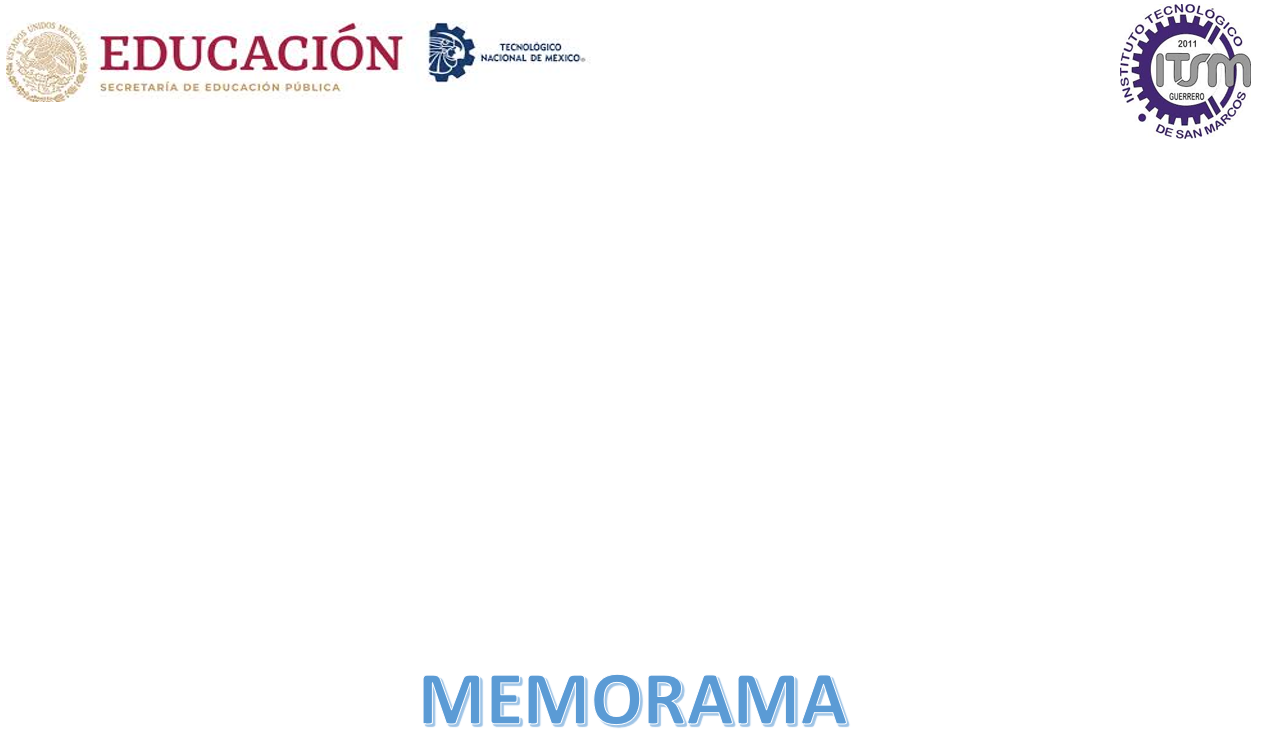 ESTADOS UNIDOS MEXICANOS
EDUCACIÓN
SECRETARÍA DE EDUCACIÓN PÚBLICA
TECNOLÓGICO
NACIONAL DE MÉXICO®
INSTITUTO TECNOLÓGICO
2011
ITSM
GUERRERO
DE SAN MARCOS
MEMORAMA